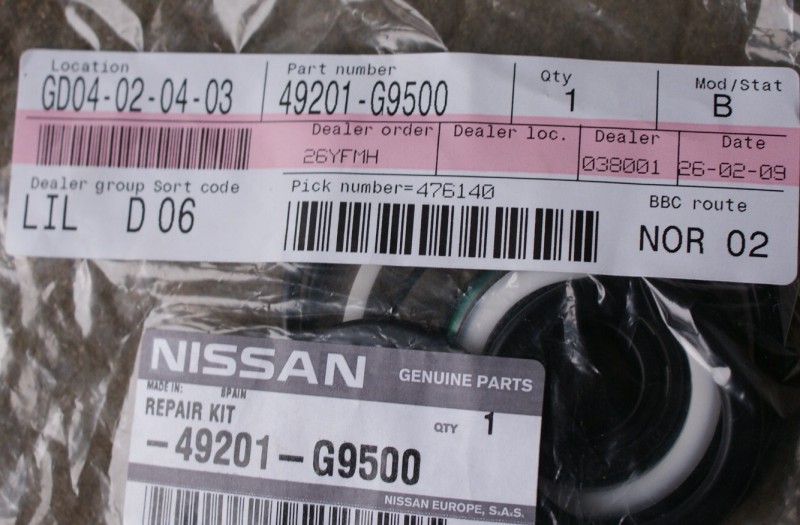 Location Part number Qty Mod/Stat
GD04-02-04-03 49201-G9500 1 B
Dealer order Dealer loc. Dealer Date
26YFMH 038001 26-02-09
Dealer group Sort code Pick number=476140 BBC route
LIL D 06 NOR 02
NISSAN GENUINE PARTS
MADE IN: SPAIN
REPAIR KIT QTY 1
-49201-G9500
NISSAN EUROPE, S.A.S.